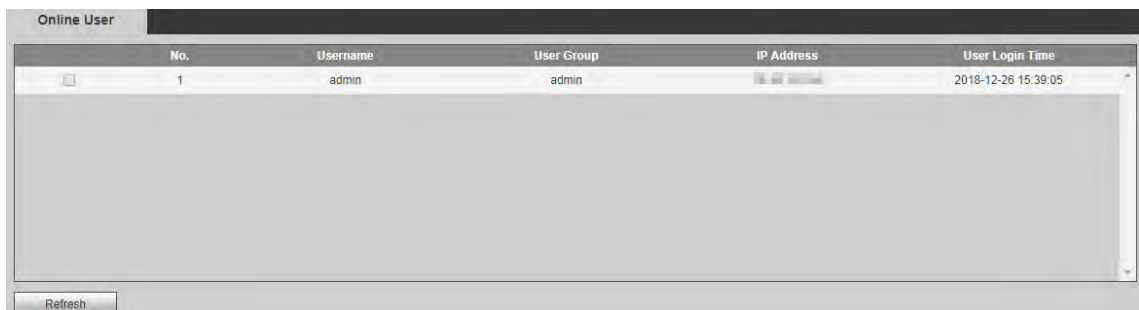 Online User
No. Username User Group IP Address User Login Time
1 admin admin 2018-12-26 15:39:05
Refresh